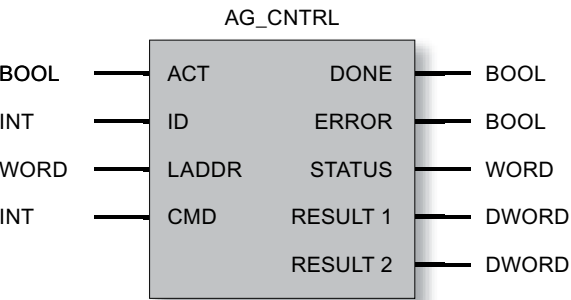 AG_CNTRL
BOOL ACT DONE BOOL
INT ID ERROR BOOL
WORD LADDR STATUS WORD
INT CMD RESULT 1 DWORD
RESULT 2 DWORD